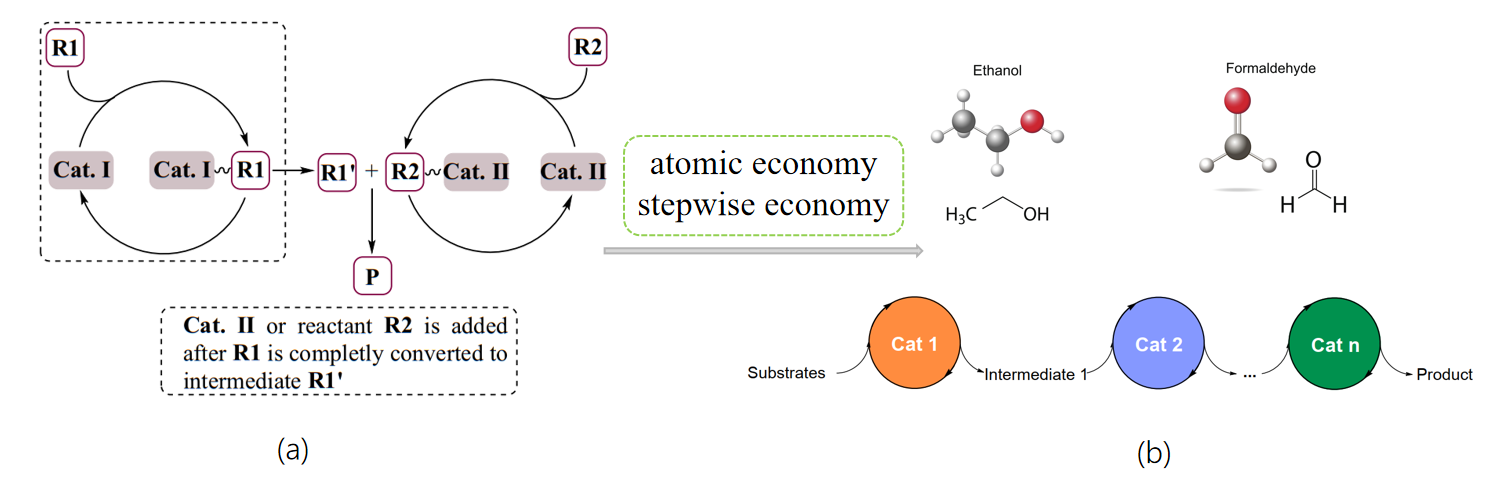 R1
R2
Cat. I
Cat. I
R1
R1'
+
R2
Cat. II
Cat. II
P
Cat. II or reactant R2 is added
after R1 is completly converted to
intermediate R1'
(a)
atomic economy
stepwise economy
Ethanol
H₃C
OH
Formaldehyde
O
H
H
Substrates
Cat 1
Intermediate 1
Cat 2
...
Cat n
Product
(b)